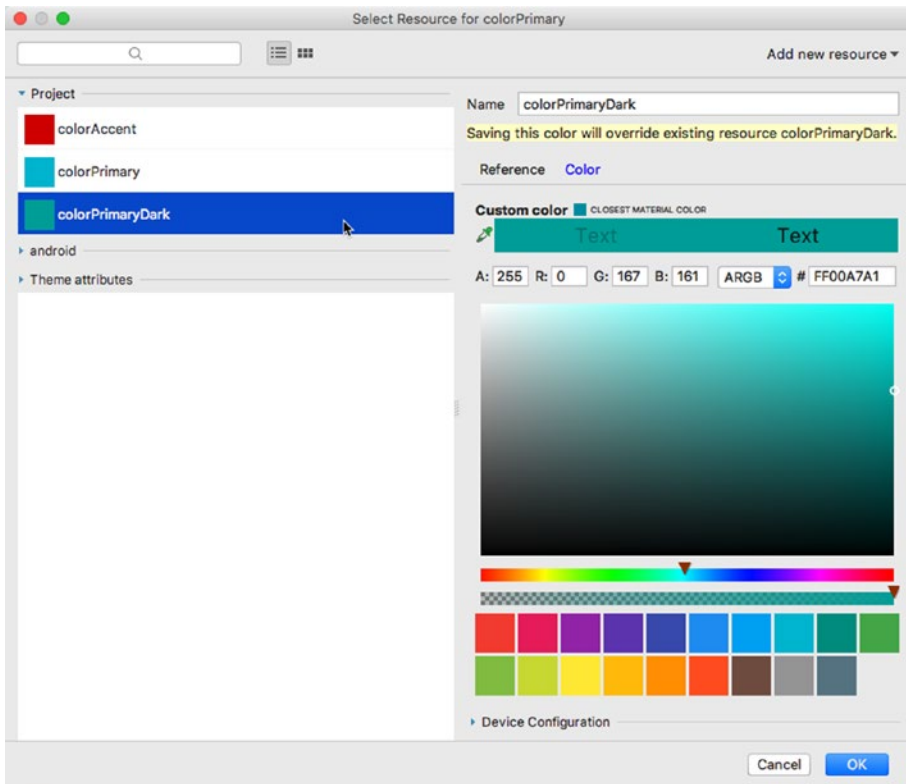 Select Resource for colorPrimary
Add new resource
Project
colorAccent
colorPrimary
colorPrimaryDark
android
Theme attributes
Name colorPrimaryDark
Saving this color will override existing resource colorPrimaryDark.
Reference Color
Custom color CLOSEST MATERIAL COLOR
Text Text
A: 255 R: 0 G: 167 B: 161 ARGB # FF00A7A1
Device Configuration
Cancel OK